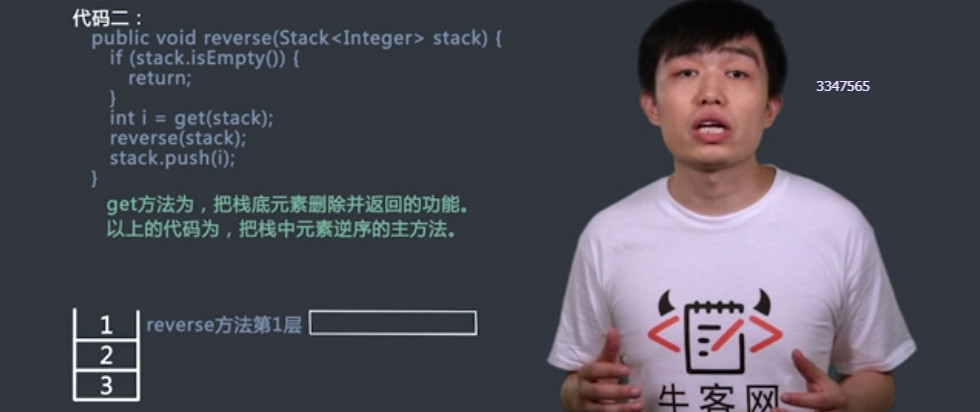 代码二：
public void reverse(Stack<Integer> stack) {
if (stack.isEmpty()) {
return;
}
int i = get(stack);
reverse(stack);
stack.push(i);
}
get方法为，把栈底元素删除并返回的功能。
以上的代码为，把栈中元素逆序的主方法。
1
reverse方法第1层
2
3
3347565
牛客网